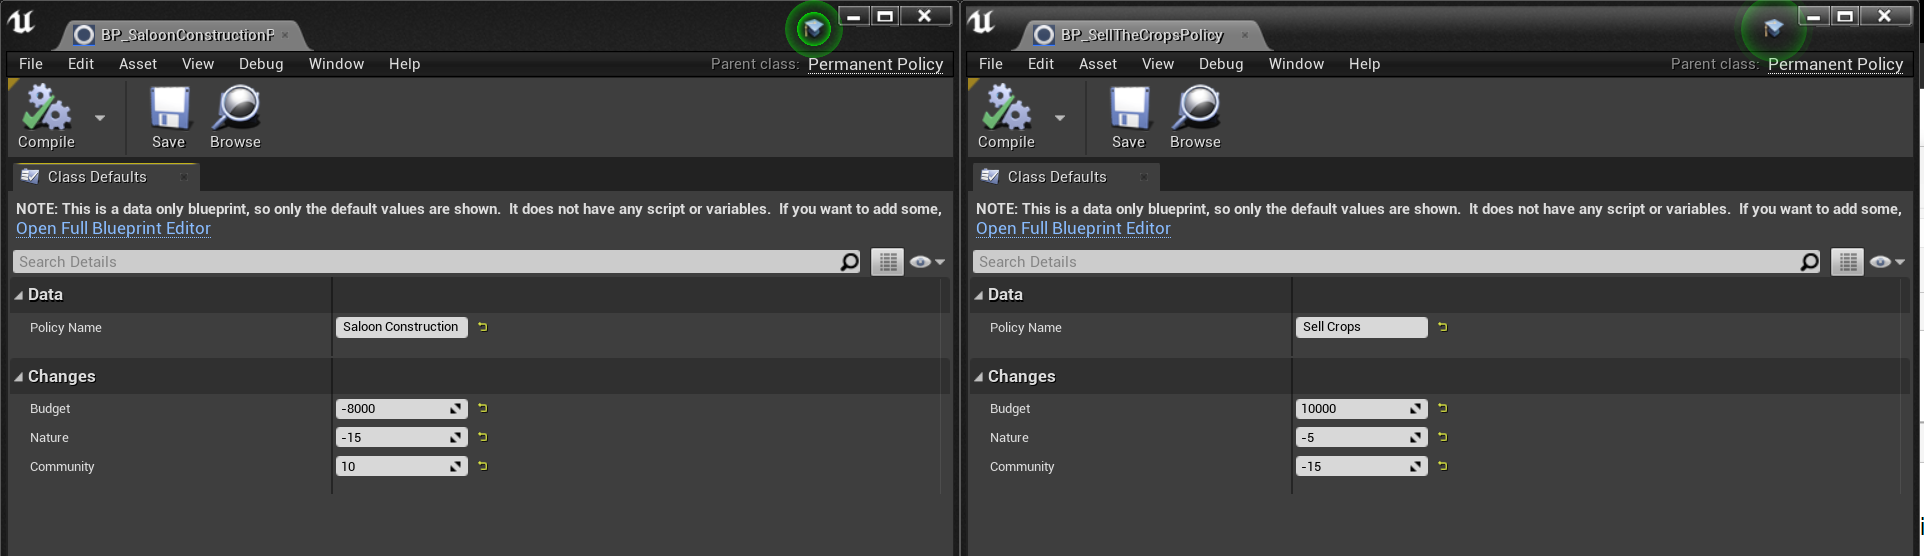 BP_SaloonConstructionP
File Edit Asset View Debug Window Help
Parent class: Permanent Policy
Compile Save Browse
Class Defaults
NOTE: This is a data only blueprint, so only the default values are shown.  It does not have any script or variables.  If you want to add some,
Open Full Blueprint Editor
Search Details
Data
Policy Name Saloon Construction
Changes
Budget -8000
Nature -15
Community 10
BP_SellTheCropsPolicy
File Edit Asset View Debug Window Help
Parent class: Permanent Policy
Compile Save Browse
Class Defaults
NOTE: This is a data only blueprint, so only the default values are shown.  It does not have any script or variables.  If you want to add some,
Open Full Blueprint Editor
Search Details
Data
Policy Name Sell Crops
Changes
Budget 10000
Nature -5
Community -15